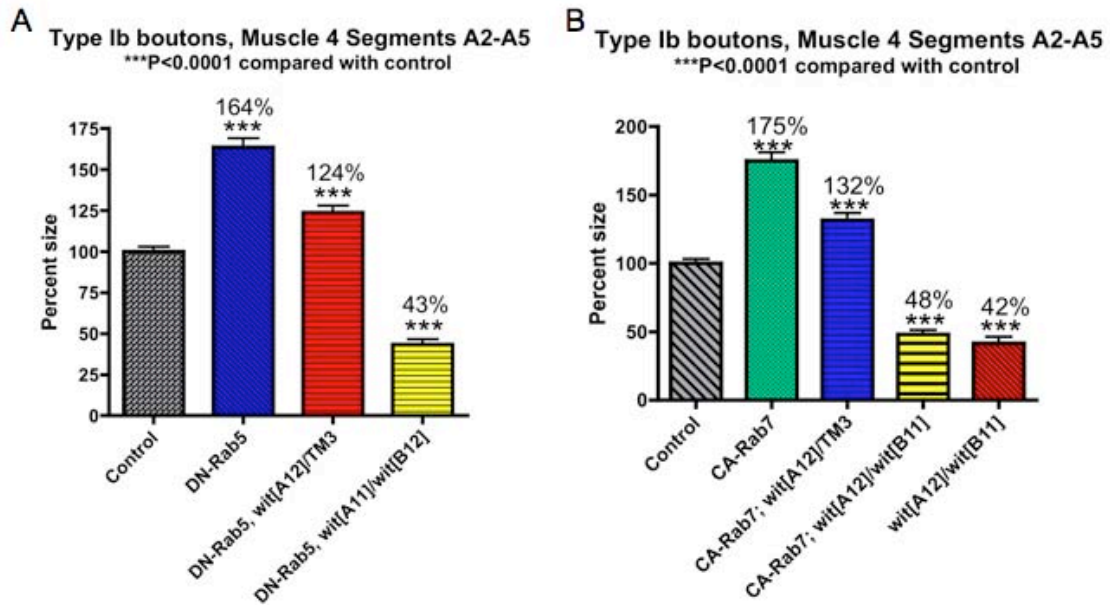 A
Type Ib boutons, Muscle 4 Segments A2-A5
***P<0.0001 compared with control
Percent size
175
150
125
100
75
50
25
0
164%
***
124%
***
43%
***
Control
DN-Rab5
DN-Rab5, wit[A12]/TM3
DN-Rab5, wit[A11]/wit[B12]
B
Type Ib boutons, Muscle 4 Segments A2-A5
***P<0.0001 compared with control
Percent size
200
150
100
50
0
175%
***
132%
***
48%
***
42%
***
Control
CA-Rab7
CA-Rab7; wit[A12]/TM3
CA-Rab7; wit[A12]/wit[B11]
wit[A12]/wit[B11]